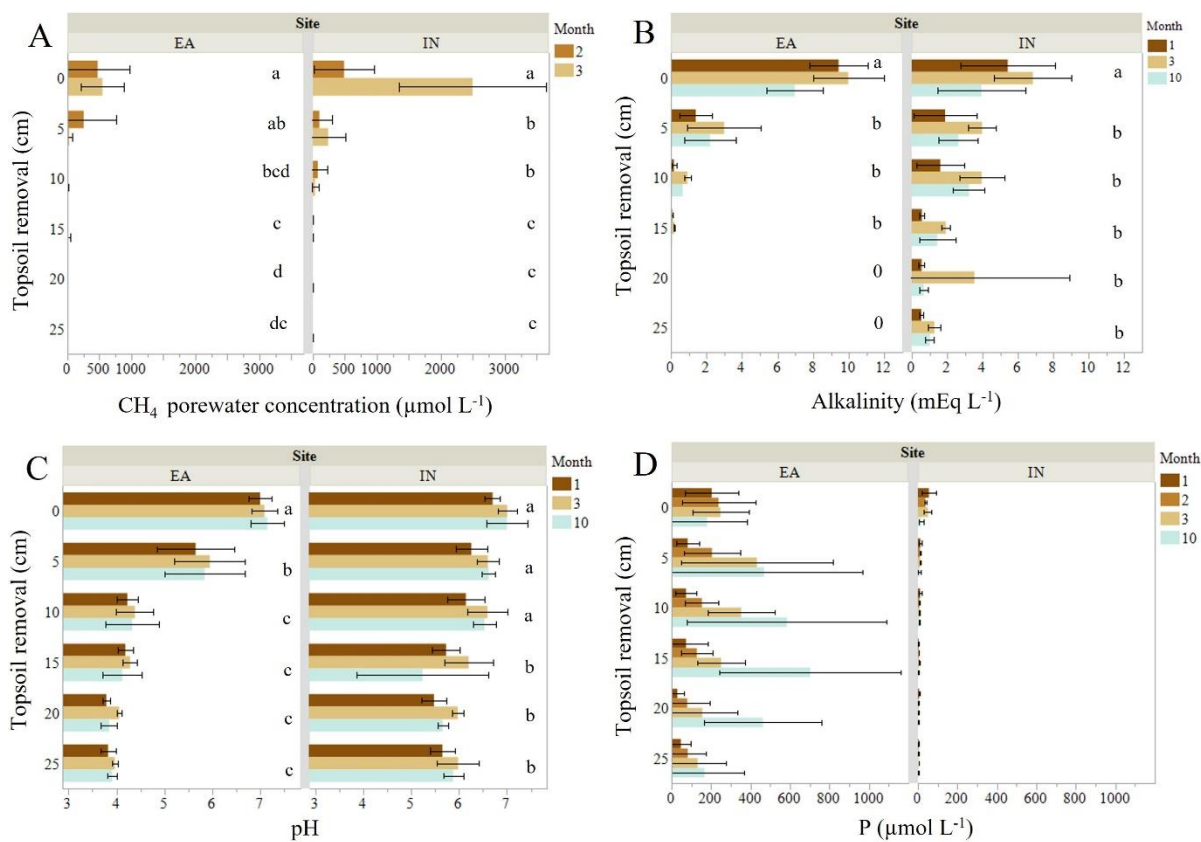 A
Site
EA IN
Month
2
3
Topsoil removal (cm)
0 a a
5 ab b
10 bcd b
15 c c
20 d c
25 dc c
0 500 1000 2000 3000 0 500 1000 2000 3000
CH₄ porewater concentration (µmol L⁻¹)
B
Site
EA IN
Month
1
3
10
Topsoil removal (cm)
0 a a
5 b b
10 b b
15 b b
20 0 b
25 0 b
0 2 4 6 8 10 12 0 2 4 6 8 10 12
Alkalinity (mEq L⁻¹)
C
Site
EA IN
Month
1
3
10
Topsoil removal (cm)
0 a a
5 b a
10 c a
15 c b
20 c b
25 c b
3 4 5 6 7 3 4 5 6 7
pH
D
Site
EA IN
Month
1
2
3
10
Topsoil removal (cm)
0
5
10
15
20
25
0 200 400 600 800 1000 0 200 400 600 800 1000
P (µmol L⁻¹)